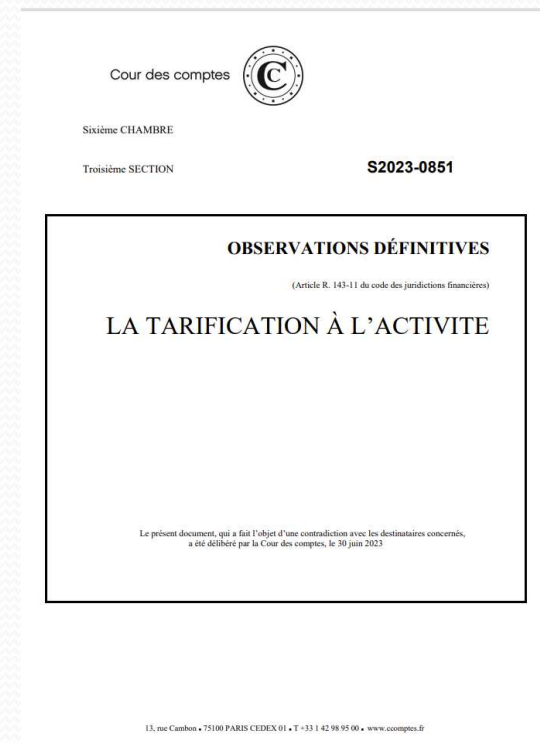 Cour des comptes
CC
Sixième CHAMBRE
Troisième SECTION
S2023-0851
OBSERVATIONS DÉFINITIVES
(Article R. 143-11 du code des juridictions financières)
LA TARIFICATION À L’ACTIVITE
Le présent document, qui a fait l’objet d’une contradiction avec les destinataires concernés,
a été délibéré par la Cour des comptes, le 30 juin 2023
13, rue Cambon ▪ 75100 PARIS CEDEX 01 ▪ T +33 1 42 98 95 00 ▪ www.ccomptes.fr